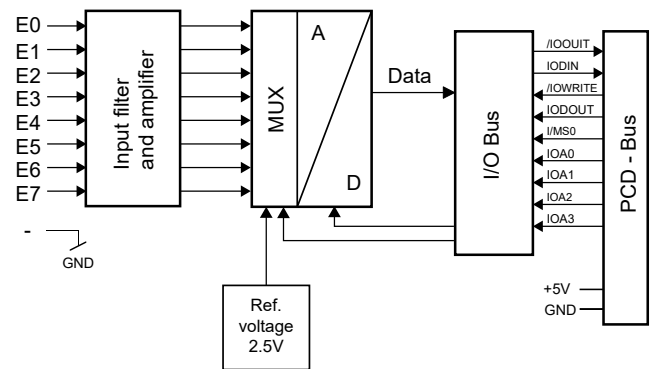 E0
E1
E2
E3
E4
E5
E6
E7
-
GND
Input filter
and amplifier
MUX
A
D
Ref.
voltage
2.5V
Data
I/O Bus
/IOOUIT
IODIN
/IOWRITE
IODOUT
I/MS0
IOA0
IOA1
IOA2
IOA3
+5V
GND
PCD - Bus